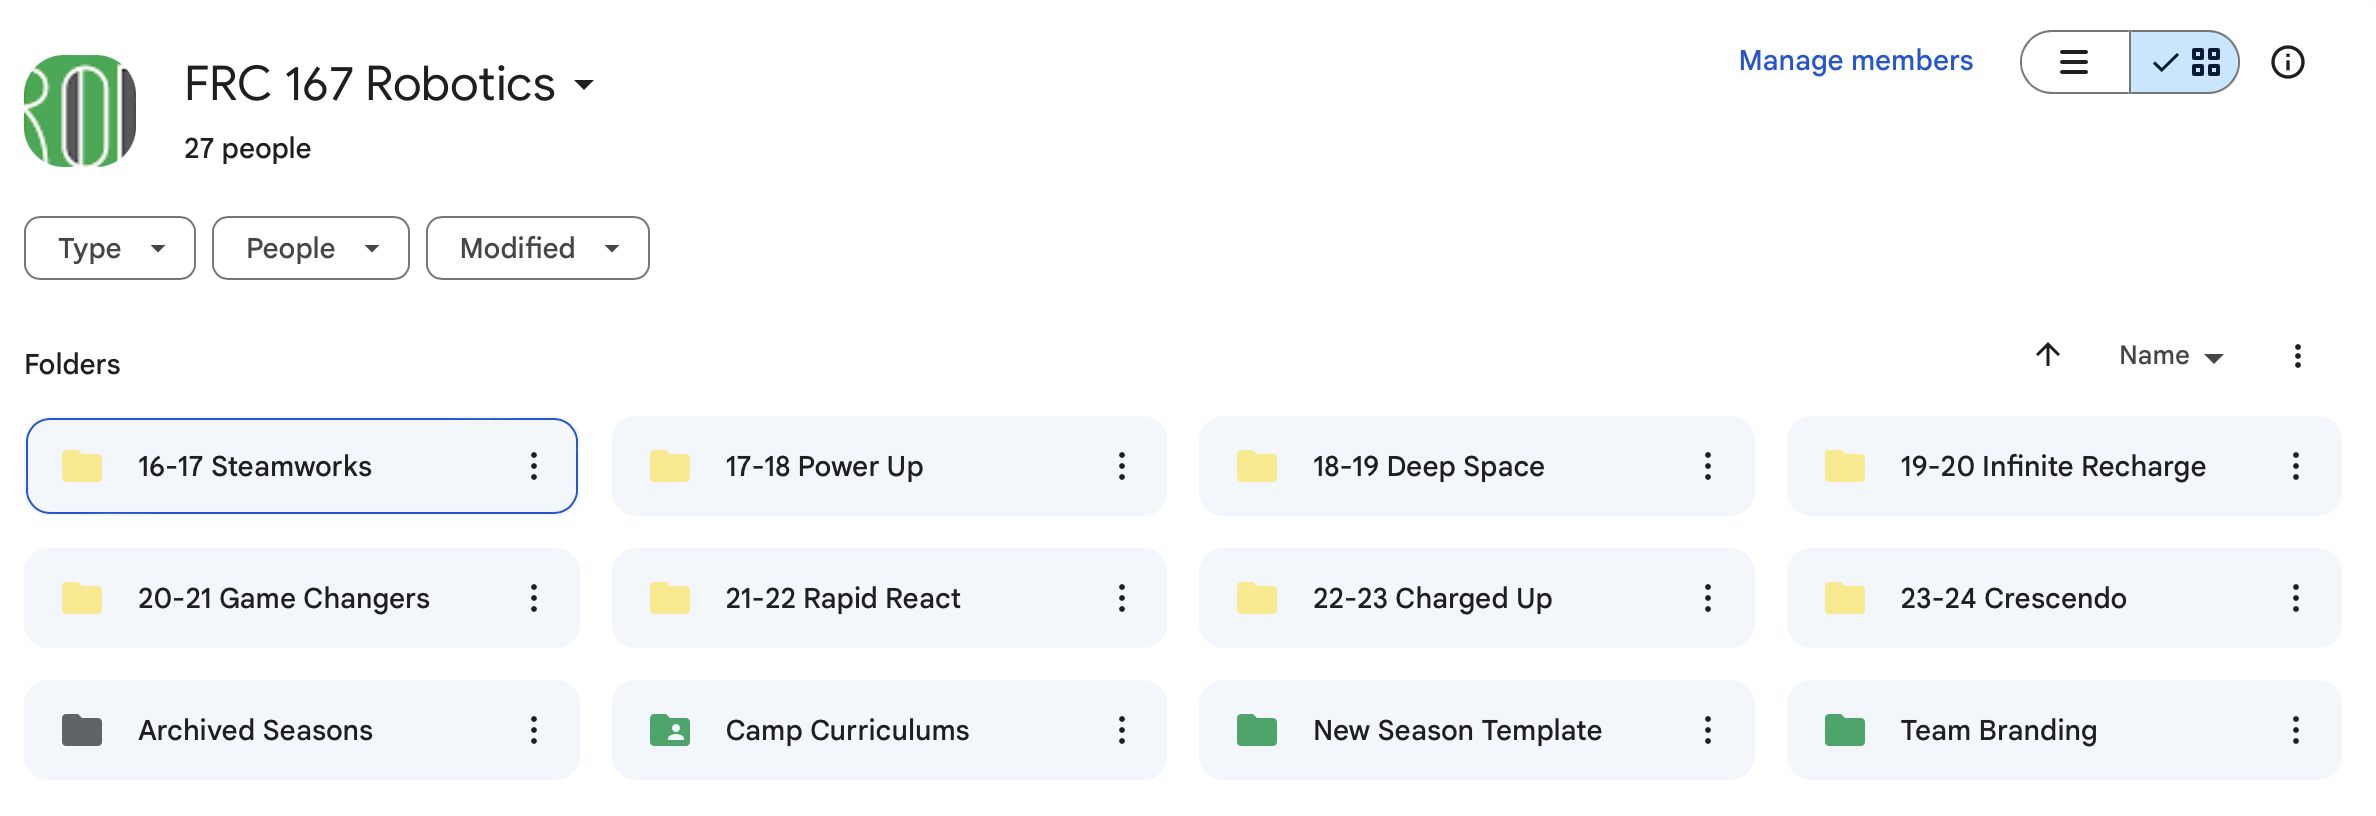 FRC 167 Robotics
Manage members
27 people
Type
People
Modified
Folders
Name
16-17 Steamworks
17-18 Power Up
18-19 Deep Space
19-20 Infinite Recharge
20-21 Game Changers
21-22 Rapid React
22-23 Charged Up
23-24 Crescendo
Archived Seasons
Camp Curriculums
New Season Template
Team Branding